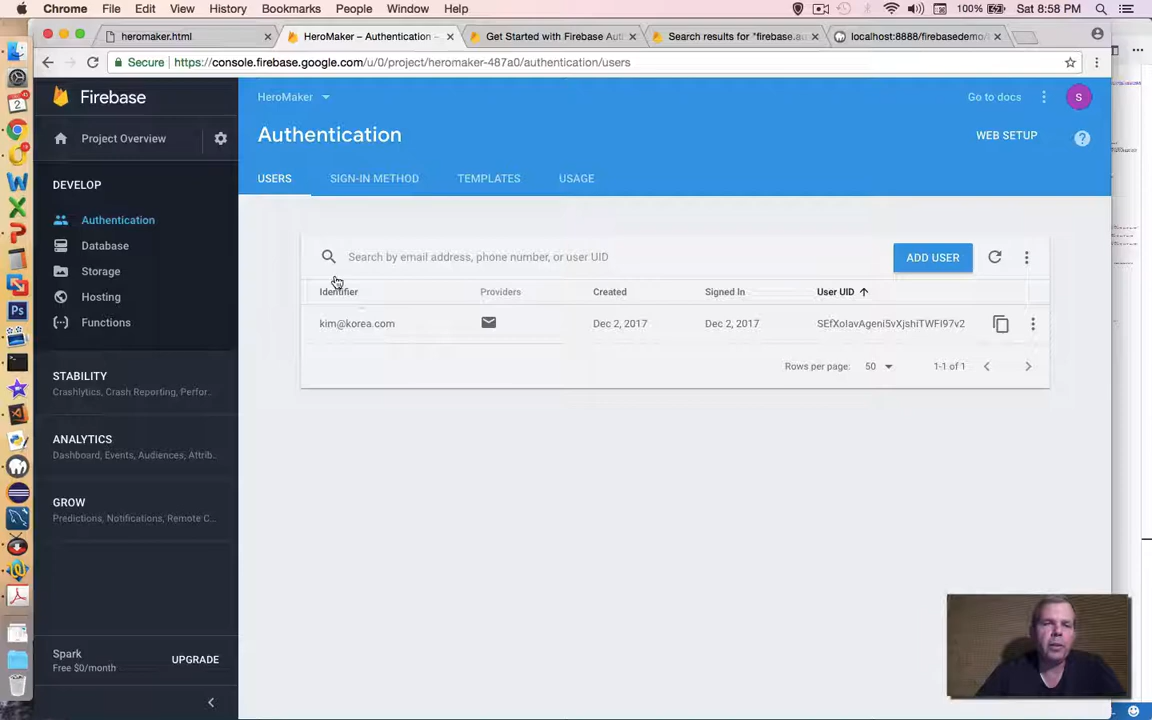 Chrome File Edit View History Bookmarks People Window Help 100% Sat 8:58 PM
heromaker.html HeroMaker – Authentication – Get Started with Firebase Aut Search results for "firebase.au localhost:8888/firebasedemo/
Secure https://console.firebase.google.com/u/0/project/heromaker-487a0/authentication/users
Firebase HeroMaker Go to docs S
Project Overview Authentication WEB SETUP
DEVELOP USERS SIGN-IN METHOD TEMPLATES USAGE
Authentication
Database
Storage
Hosting
Functions
STABILITY
Crashlytics, Crash Reporting, Perfor...
ANALYTICS
Dashboard, Events, Audiences, Attrib...
GROW
Predictions, Notifications, Remote C...
Spark
Free $0/month UPGRADE
Search by email address, phone number, or user UID ADD USER
Identifier Providers Created Signed In User UID
kim@korea.com Dec 2, 2017 Dec 2, 2017 SEfXoIavAgeni5vXjshiTWFI97v2
Rows per page: 50 1-1 of 1